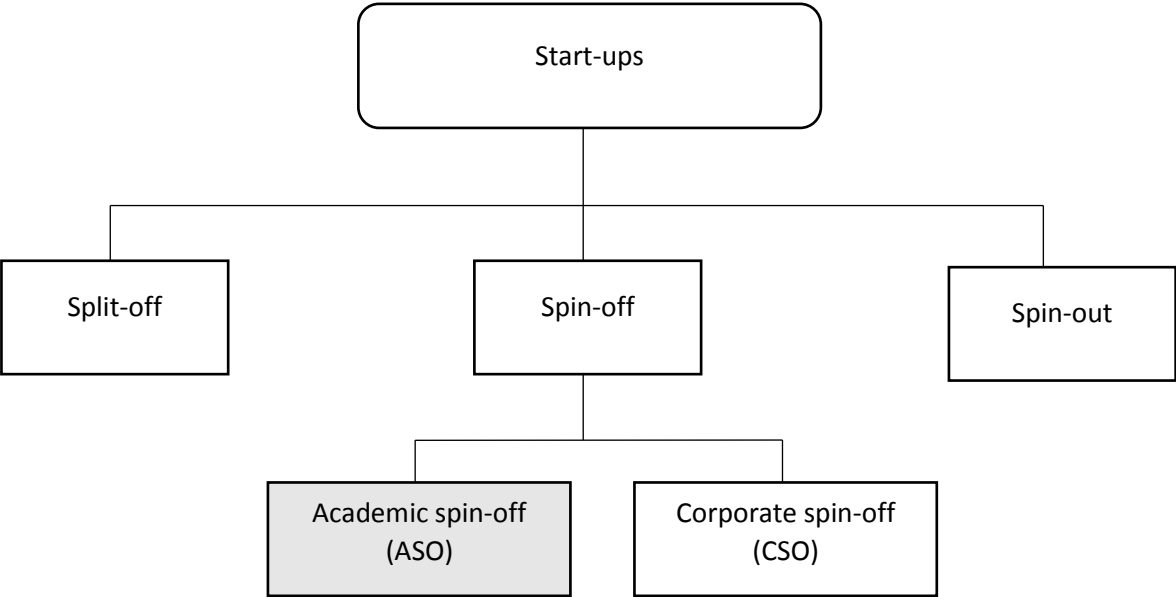 Start-ups
Split-off
Spin-off
Spin-out
Academic spin-off
(ASO)
Corporate spin-off
(CSO)